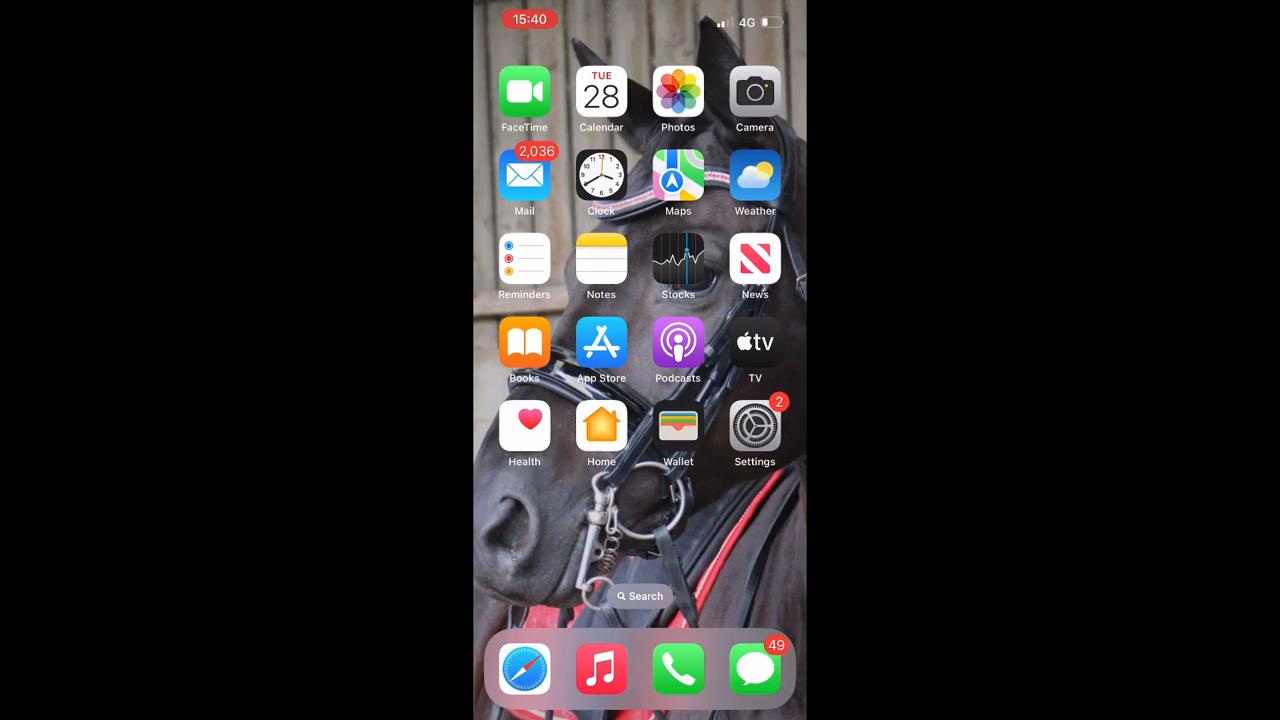 15:40
4G
TUE
28
FaceTime
Calendar
Photos
Camera
2,036
Mail
Clock
Maps
Weather
Reminders
Notes
Stocks
News
tv
Books
App Store
Podcasts
TV
2
Health
Home
Wallet
Settings
Search
49